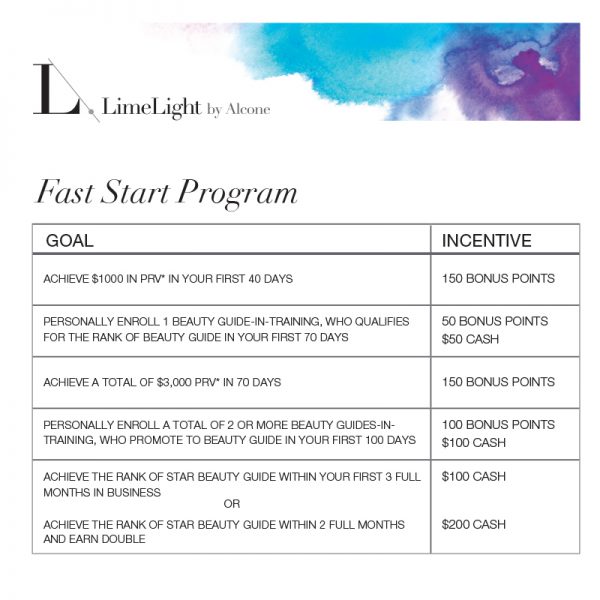 L. LimeLight by Alcone
Fast Start Program
GOAL INCENTIVE
ACHIEVE $1000 IN PRV* IN YOUR FIRST 40 DAYS 150 BONUS POINTS
PERSONALLY ENROLL 1 BEAUTY GUIDE-IN-TRAINING, WHO QUALIFIES 50 BONUS POINTS
FOR THE RANK OF BEAUTY GUIDE IN YOUR FIRST 70 DAYS $50 CASH
ACHIEVE A TOTAL OF $3,000 PRV* IN 70 DAYS 150 BONUS POINTS
PERSONALLY ENROLL A TOTAL OF 2 OR MORE BEAUTY GUIDES-IN- 100 BONUS POINTS
TRAINING, WHO PROMOTE TO BEAUTY GUIDE IN YOUR FIRST 100 DAYS $100 CASH
ACHIEVE THE RANK OF STAR BEAUTY GUIDE WITHIN YOUR FIRST 3 FULL $100 CASH
MONTHS IN BUSINESS
OR
ACHIEVE THE RANK OF STAR BEAUTY GUIDE WITHIN 2 FULL MONTHS $200 CASH
AND EARN DOUBLE